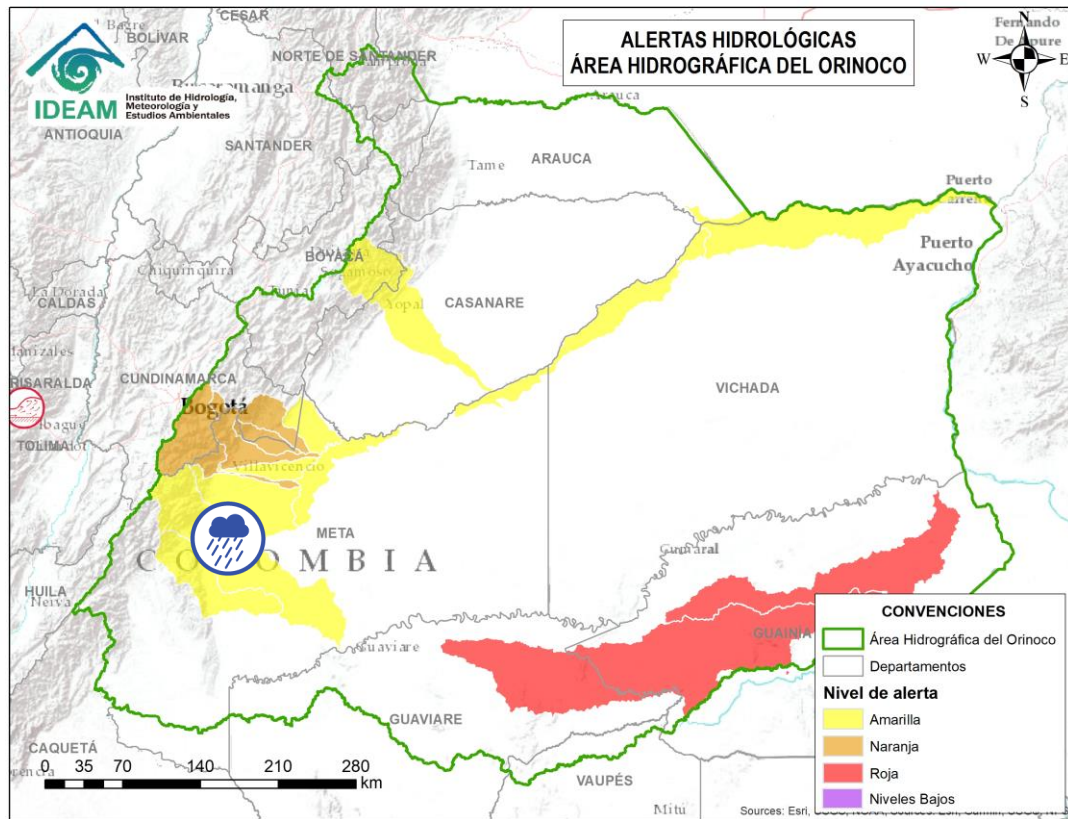 ALERTAS HIDROLÓGICAS
ÁREA HIDROGRÁFICA DEL ORINOCO
IDEAM
Instituto de Hidrología,
Meteorología y
Estudios Ambientales
N
W
E
S
Fernando
De Apure
CESAR
BOLÍVAR
NORTE DE SANTANDER
ANTIOQUIA
SANTANDER
Arauca
ARAUCA
Tame
Puerto
Puerto
Ayacucho
BOYACÁ
Sogamoso
Chiquinquira
Tunja
Yopal
CASANARE
La Dorada
CALDAS
CUNDINAMARCA
Bogotá
VICHADA
TOLIMA
Villavicencio
META
COLOMBIA
HUILA
Neiva
Guaviare
GUAINÍA
GUAVIARE
CAQUETÁ
VAUPÉS
Mitú
0 35 70 140 210 280
km
CONVENCIONES
Área Hidrográfica del Orinoco
Departamentos
Nivel de alerta
Amarilla
Naranja
Roja
Niveles Bajos